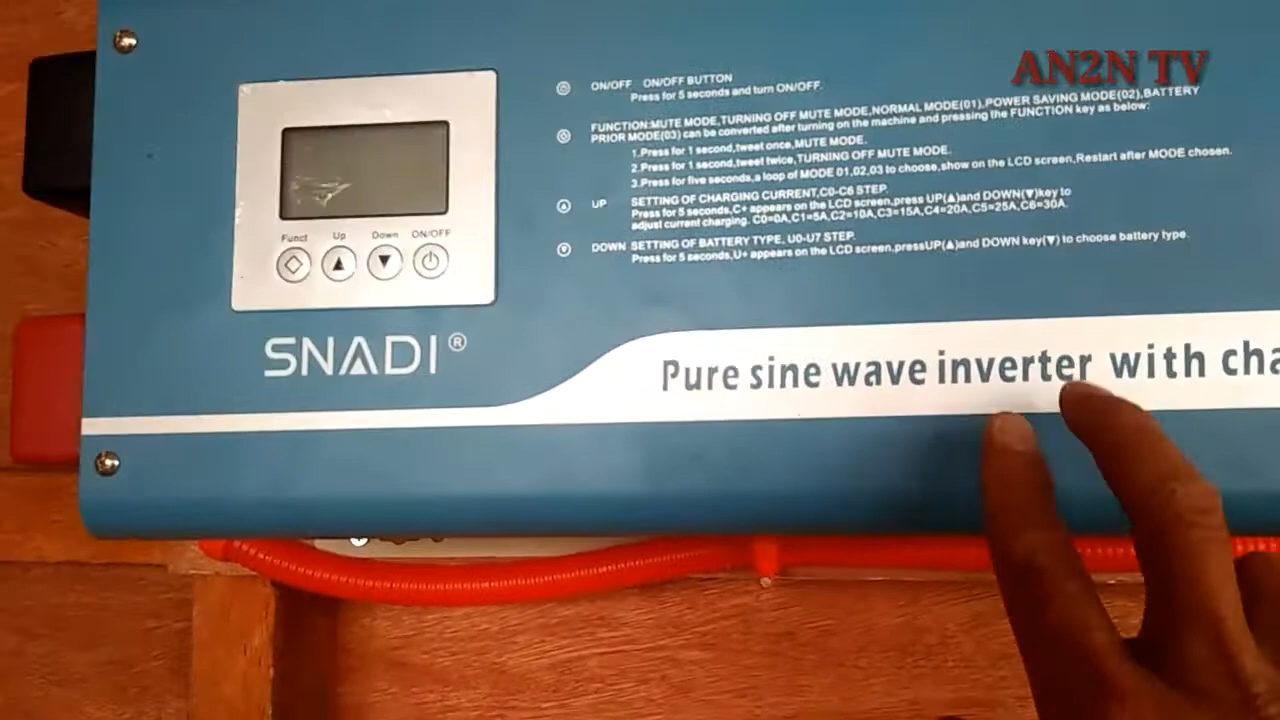 AN2N TV
ON/OFF ON/OFF BUTTON
Press for 5 seconds and turn ON/OFF.
FUNCTION:MUTE MODE,TURNING OFF MUTE MODE,NORMAL MODE(01),POWER SAVING MODE(02),BATTERY
PRIOR MODE(03) can be converted after turning on the machine and pressing the FUNCTION key as below:
1.Press for 1 second,tweet once,MUTE MODE.
2.Press for 1 second,tweet twice,TURNING OFF MUTE MODE.
3.Press for five seconds,a loop of MODE 01,02,03 to choose,show on the LCD screen,Restart after MODE chosen.
UP SETTING OF CHARGING CURRENT,C0-C6 STEP.
Press for 5 seconds,C+ appears on the LCD screen,press UP(▲)and DOWN(▼)key to
adjust current charging. C0=0A,C1=5A,C2=10A,C3=15A,C4=20A,C5=25A,C6=30A.
DOWN SETTING OF BATTERY TYPE, U0-U7 STEP.
Press for 5 seconds,U+ appears on the LCD screen,pressUP(▲)and DOWN key(▼) to choose battery type.
Funct Up Down ON/OFF
SNADI®
Pure sine wave inverter with cha